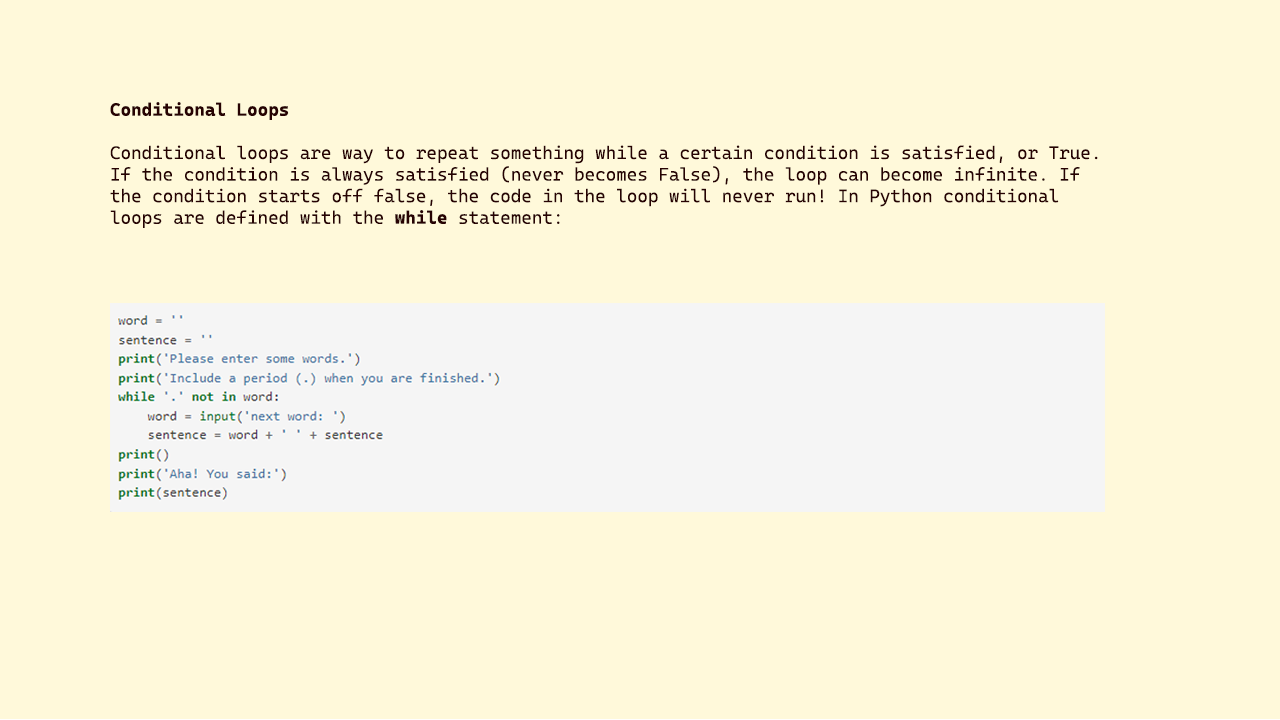 Conditional Loops
Conditional loops are way to repeat something while a certain condition is satisfied, or True.
If the condition is always satisfied (never becomes False), the loop can become infinite. If
the condition starts off false, the code in the loop will never run! In Python conditional
loops are defined with the while statement:
word = ''
sentence = ''
print('Please enter some words.')
print('Include a period (.) when you are finished.')
while '.' not in word:
    word = input('next word: ')
    sentence = word + ' ' + sentence
print()
print('Aha! You said:')
print(sentence)